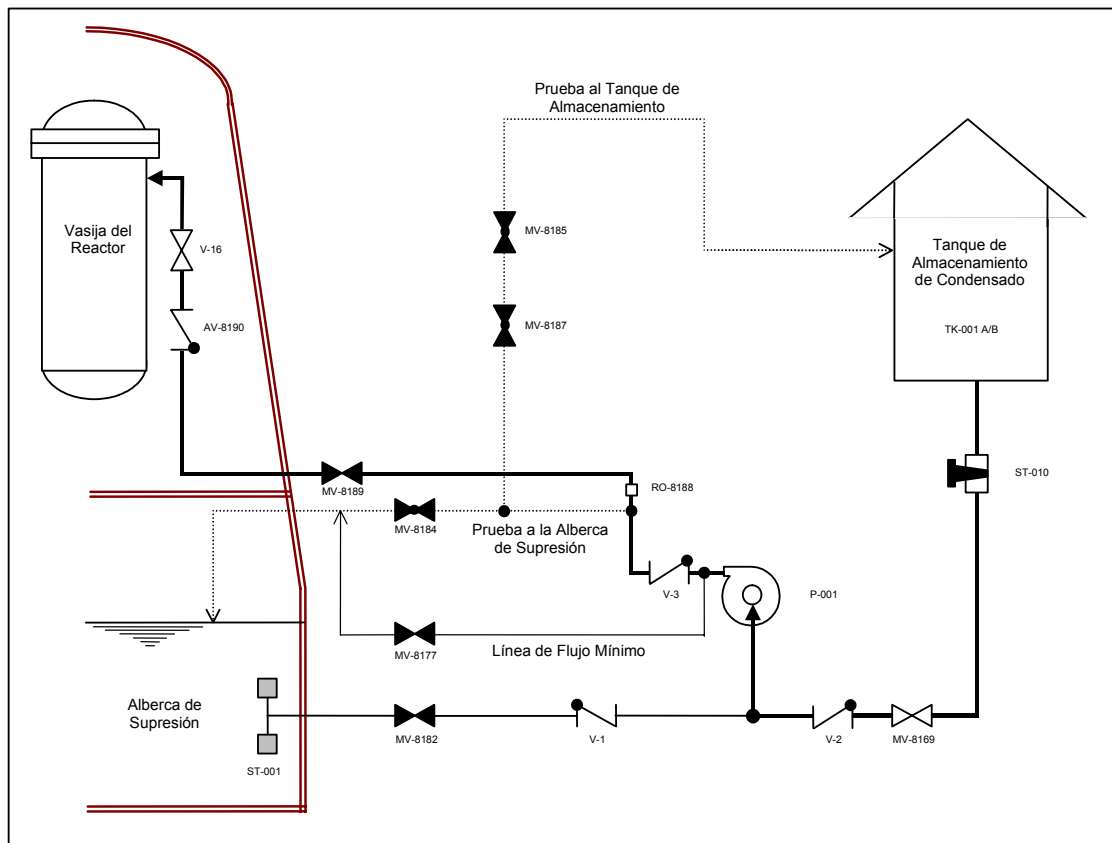 Prueba al Tanque de
Almacenamiento
Vasija del
Reactor
V-16
MV-8185
Tanque de
Almacenamiento
de Condensado
AV-8190
MV-8187
TK-001 A/B
MV-8189
RO-8188
ST-010
MV-8184
Prueba a la Alberca
de Supresión
V-3
P-001
MV-8177
Línea de Flujo Mínimo
Alberca de
Supresión
ST-001
MV-8182
V-1
V-2
MV-8169